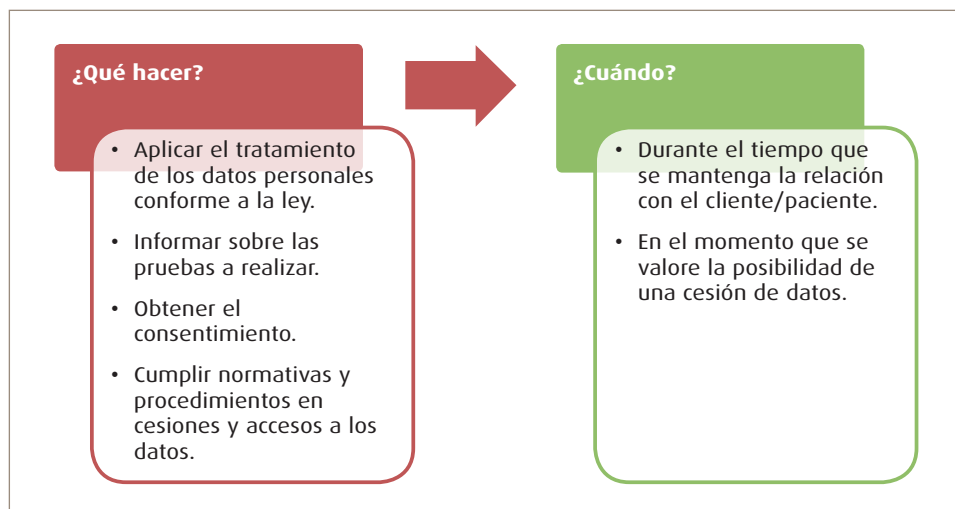 ¿Qué hacer?
• Aplicar el tratamiento
de los datos personales
conforme a la ley.
• Informar sobre las
pruebas a realizar.
• Obtener el
consentimiento.
• Cumplir normativas y
procedimientos en
cesiones y accesos a los
datos.
¿Cuándo?
• Durante el tiempo que
se mantenga la relación
con el cliente/paciente.
• En el momento que se
valore la posibilidad de
una cesión de datos.